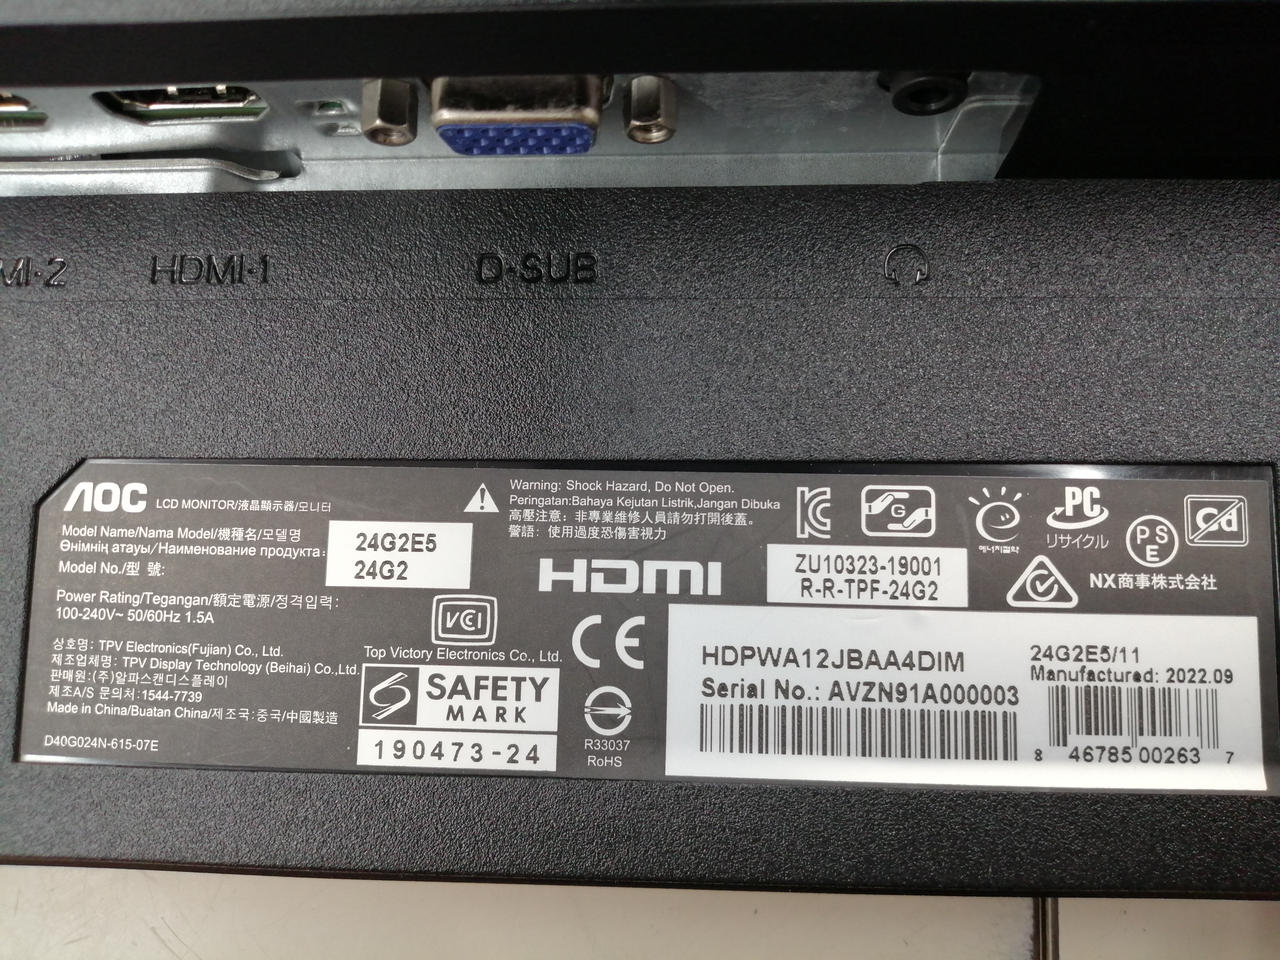 MI-2
HDMI-1
D-SUB
AOC LCD MONITOR/液晶顯示器/모니터
Model Name/Nama Model/機種名/모델명
Өнімнің атауы/Наименование продукта:
Model No./型 號:
24G2E5
24G2
Power Rating/Tegangan/額定電源/정격입력:
100-240V~ 50/60Hz 1.5A
상호명: TPV Electronics(Fujian) Co., Ltd.
제조업체명: TPV Display Technology (Beihai) Co.,Ltd.
판매원:(주)알파스캔디스플레이
제조A/S 문의처:1544-7739
Made in China/Buatan China/제조국:중국/中國製造
D40G024N-615-07E
Warning: Shock Hazard, Do Not Open.
Peringatan:Bahaya Kejutan Listrik,Jangan Dibuka
高壓注意: 非專業維修人員請勿打開後蓋。
警語: 使用過度恐傷害視力
HDMI
VCCI
Top Victory Electronics Co., Ltd.
SAFETY
MARK
190473-24
CE
R33037
RoHS
KC
G
에너지절약
PC
リサイクル
PS
E
Cd
NX商事株式会社
ZU10323-19001
R-R-TPF-24G2
HDPWA12JBAA4DIM
Serial No.: AVZN91A000003
24G2E5/11
Manufactured: 2022.09
8 46785 00263 7